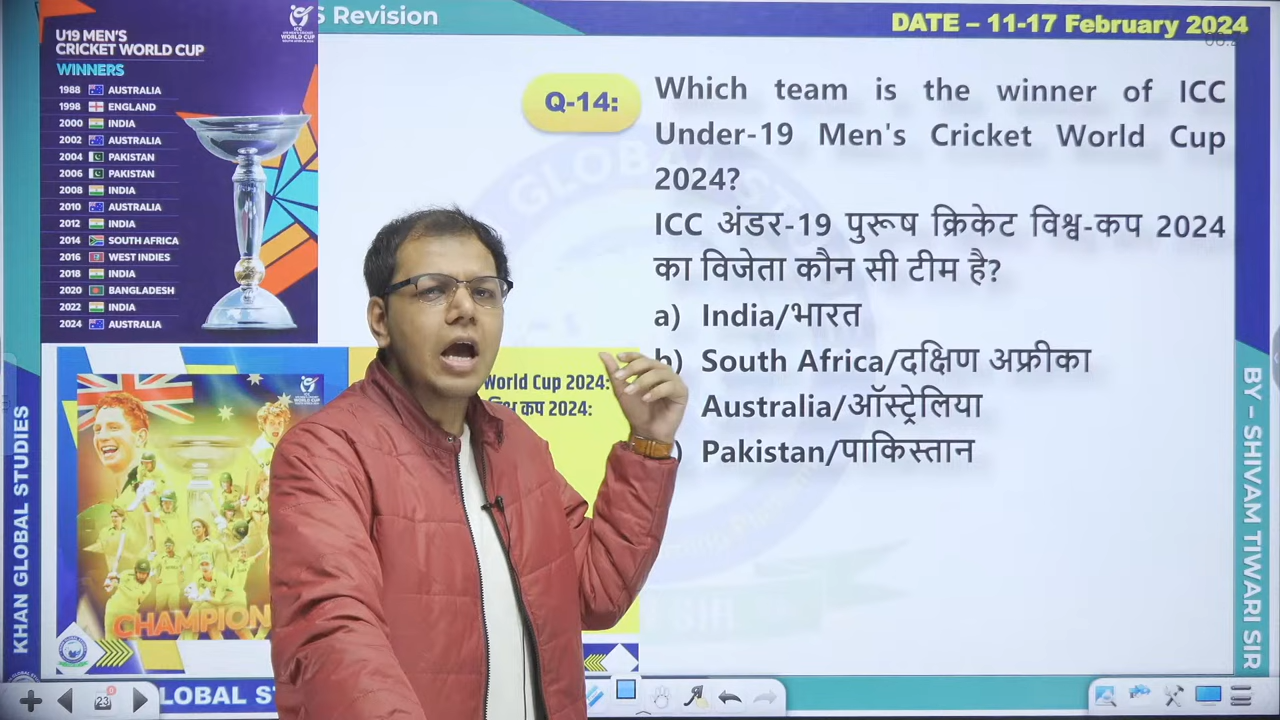 U19 MEN'S
CRICKET WORLD CUP
WINNERS
1988 AUSTRALIA
1998 ENGLAND
2000 INDIA
2002 AUSTRALIA
2004 PAKISTAN
2006 PAKISTAN
2008 INDIA
2010 AUSTRALIA
2012 INDIA
2014 SOUTH AFRICA
2016 WEST INDIES
2018 INDIA
2020 BANGLADESH
2022 INDIA
2024 AUSTRALIA
S Revision
DATE – 11-17 February 2024
Q-14:
Which team is the winner of ICC
Under-19 Men's Cricket World Cup
2024?
ICC अंडर-19 पुरूष क्रिकेट विश्व-कप 2024
का विजेता कौन सी टीम है?
a) India/भारत
b) South Africa/दक्षिण अफ्रीका
Australia/ऑस्ट्रेलिया
) Pakistan/पाकिस्तान
World Cup 2024:
कप 2024:
CHAMPION
KHAN GLOBAL STUDIES
BY – SHIVAM TIWARI SIR
23
GLOBAL ST